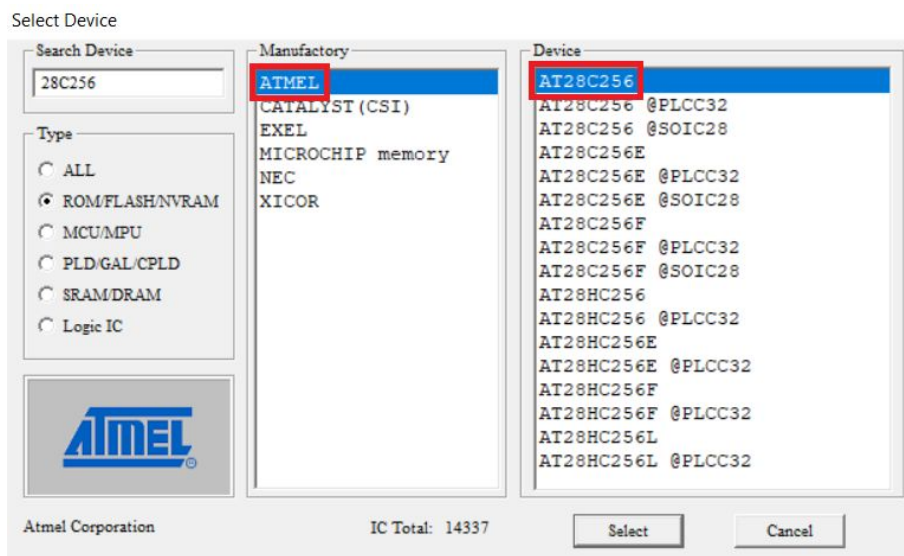 Select Device
Search Device
28C256
Type
ALL
ROM/FLASH/NVRAM
MCU/MPU
PLD/GAL/CPLD
SRAM/DRAM
Logic IC
ATMEL
Atmel Corporation
Manufactory
ATMEL
CATALYST(CSI)
EXEL
MICROCHIP memory
NEC
XICOR
IC Total: 14337
Device
AT28C256
AT28C256 @PLCC32
AT28C256 @SOIC28
AT28C256E
AT28C256E @PLCC32
AT28C256E @SOIC28
AT28C256F
AT28C256F @PLCC32
AT28C256F @SOIC28
AT28HC256
AT28HC256 @PLCC32
AT28HC256E
AT28HC256E @PLCC32
AT28HC256F
AT28HC256F @PLCC32
AT28HC256L
AT28HC256L @PLCC32
Select
Cancel